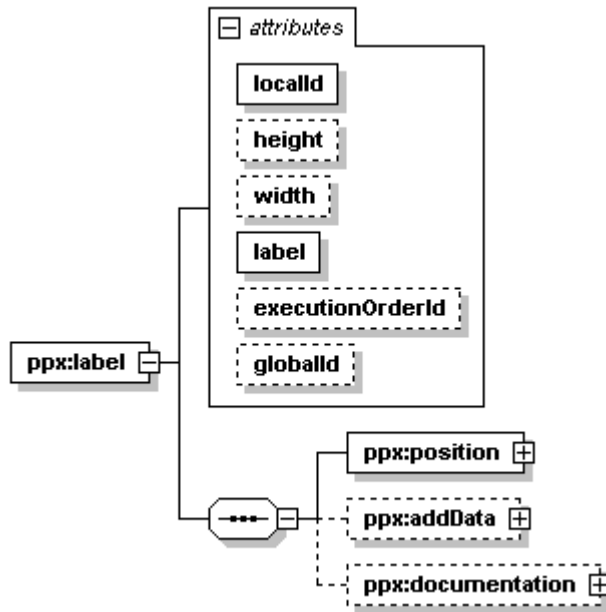 attributes
localId
height
width
label
executionOrderId
globalId
ppx:label
ppx:position
ppx:addData
ppx:documentation